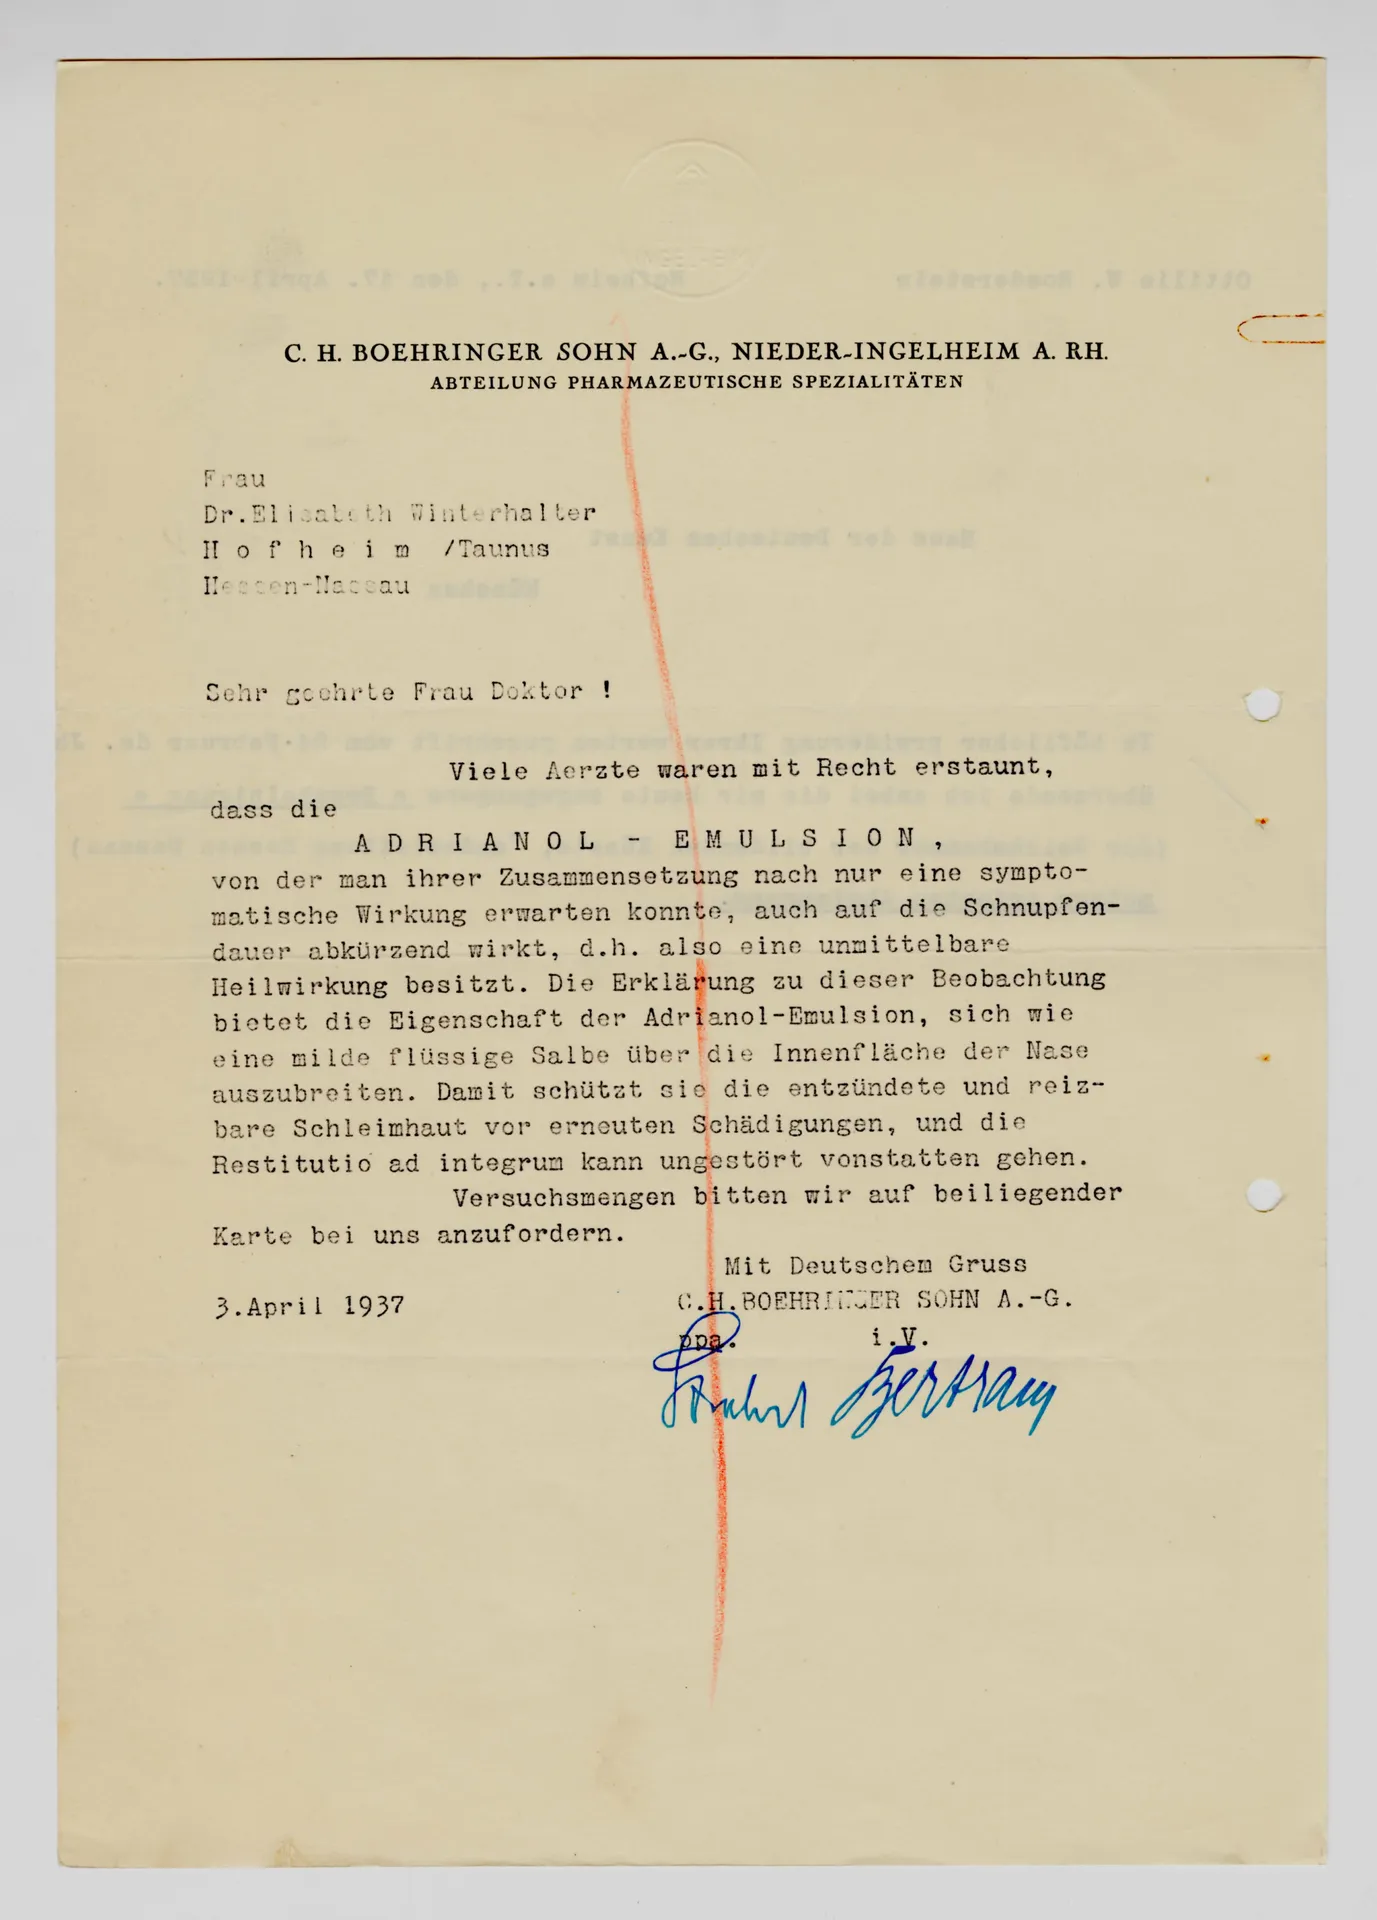 INGELHEIM
C. H. BOEHRINGER SOHN A.-G., NIEDER-INGELHEIM A. RH.
ABTEILUNG PHARMAZEUTISCHE SPEZIALITÄTEN
Frau
Dr.Elisabeth Winterhalter
H o f h e i m /Taunus
Hessen-Nassau
Sehr geehrte Frau Doktor !
Viele Aerzte waren mit Recht erstaunt,
dass die
A D R I A N O L - E M U L S I O N ,
von der man ihrer Zusammensetzung nach nur eine sympto-
matische Wirkung erwarten konnte, auch auf die Schnupfen-
dauer abkürzend wirkt, d.h. also eine unmittelbare
Heilwirkung besitzt. Die Erklärung zu dieser Beobachtung
bietet die Eigenschaft der Adrianol-Emulsion, sich wie
eine milde flüssige Salbe über die Innenfläche der Nase
auszubreiten. Damit schützt sie die entzündete und reiz-
bare Schleimhaut vor erneuten Schädigungen, und die
Restitutio ad integrum kann ungestört vonstatten gehen.
Versuchsmengen bitten wir auf beiliegender
Karte bei uns anzufordern.
Mit Deutschem Gruss
3.April 1937
C.H.BOEHRINGER SOHN A.-G.
ppa. i.V.
Bertram